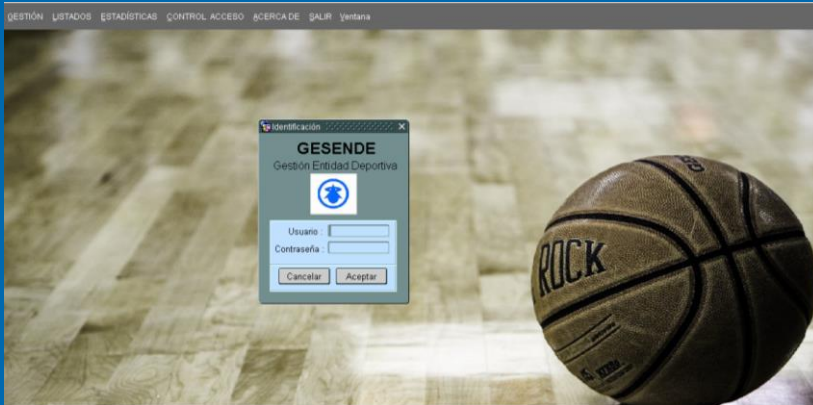 GESTIÓN LISTADOS ESTADÍSTICAS CONTROL ACCESO ACERCA DE SALIR Ventana
Identificación
GESENDE
Gestión Entidad Deportiva
Usuario :
Contraseña :
Cancelar Aceptar
ROCK